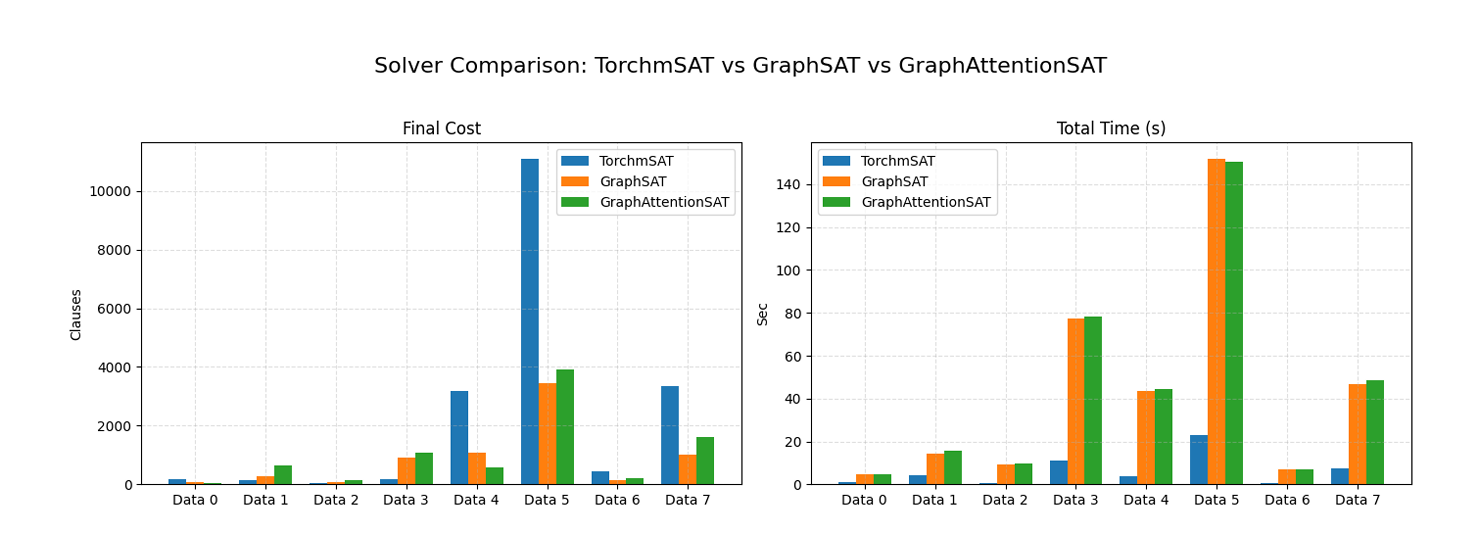 Solver Comparison: TorchmSAT vs GraphSAT vs GraphAttentionSAT
Final Cost
Clauses
10000
8000
6000
4000
2000
0
TorchmSAT
GraphSAT
GraphAttentionSAT
Data 0 Data 1 Data 2 Data 3 Data 4 Data 5 Data 6 Data 7
Total Time (s)
Sec
140
120
100
80
60
40
20
0
TorchmSAT
GraphSAT
GraphAttentionSAT
Data 0 Data 1 Data 2 Data 3 Data 4 Data 5 Data 6 Data 7